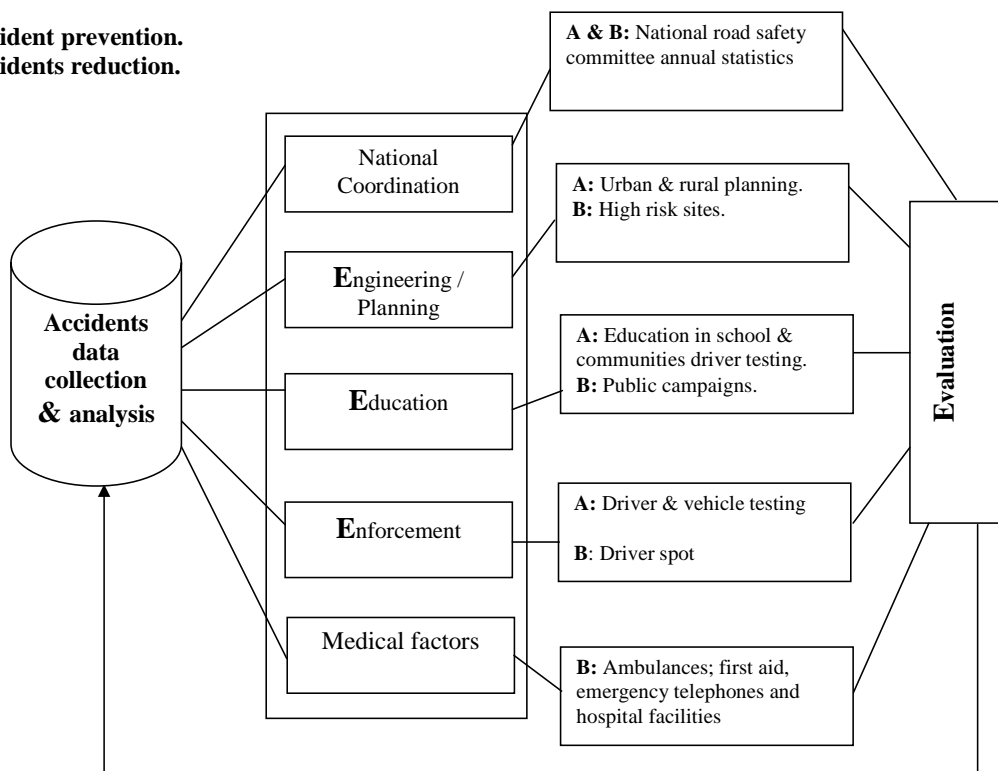 ident prevention.
idents reduction.
A & B: National road safety
committee annual statistics
National
Coordination
A: Urban & rural planning.
B: High risk sites.
Engineering /
Planning
Accidents
data
collection
& analysis
A: Education in school &
communities driver testing.
B: Public campaigns.
Education
Evaluation
A: Driver & vehicle testing
B: Driver spot
Enforcement
Medical factors
B: Ambulances; first aid,
emergency telephones and
hospital facilities